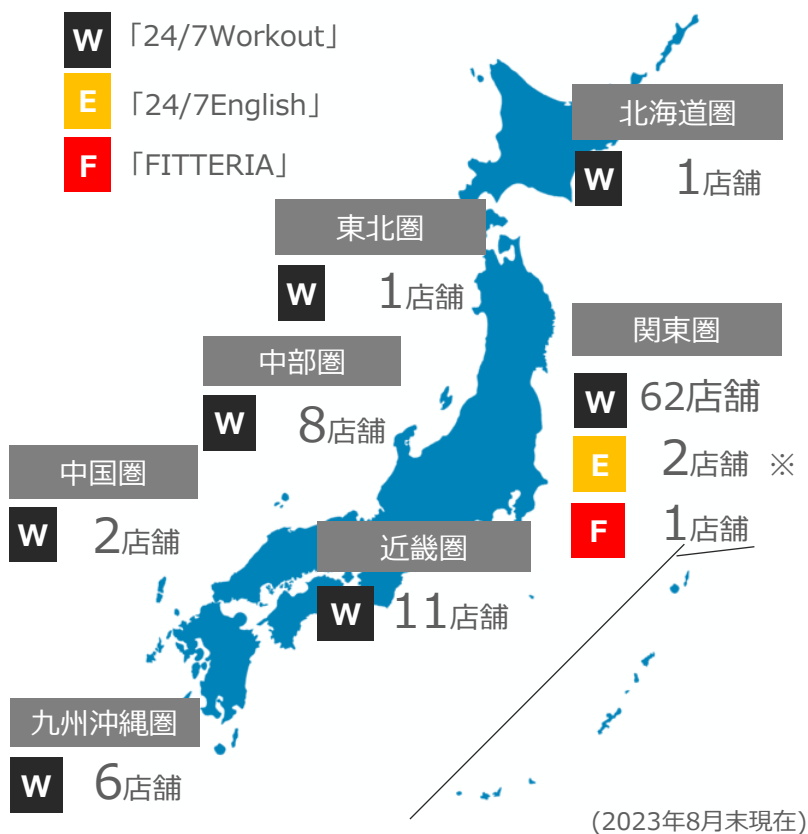 W 「24/7Workout」
E 「24/7English」
F 「FITTERIA」
北海道圏
W 1店舗
東北圏
W 1店舗
関東圏
W 62店舗
E 2店舗 ※
F 1店舗
中部圏
W 8店舗
中国圏
W 2店舗
近畿圏
W 11店舗
九州沖縄圏
W 6店舗
(2023年8月末現在)